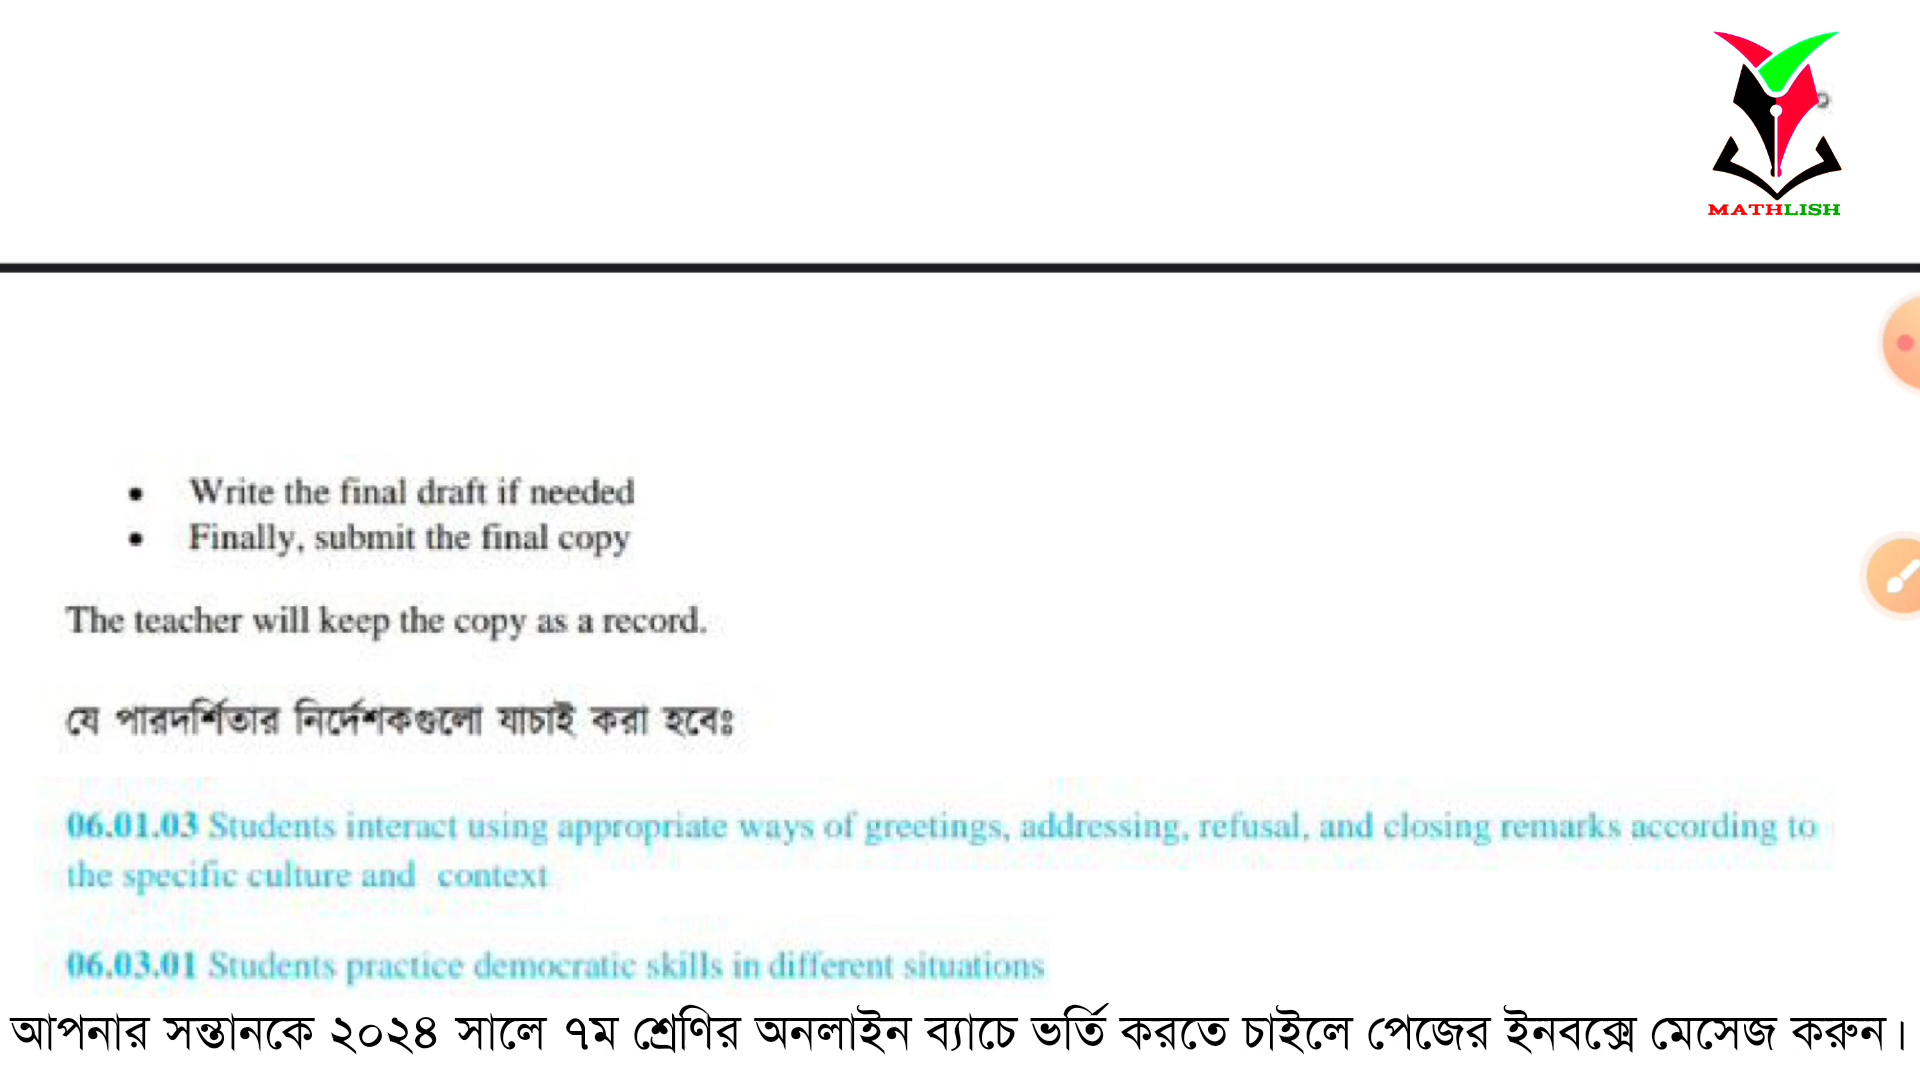 MATHLISH
• Write the final draft if needed
• Finally, submit the final copy
The teacher will keep the copy as a record.
যে পারদর্শিতার নির্দেশকগুলো যাচাই করা হবেঃ
06.01.03 Students interact using appropriate ways of greetings, addressing, refusal, and closing remarks according to
the specific culture and context
06.03.01 Students practice democratic skills in different situations
আপনার সন্তানকে ২০২৪ সালে ৭ম শ্রেণির অনলাইন ব্যাচে ভর্তি করতে চাইলে পেজের ইনবক্সে মেসেজ করুন।